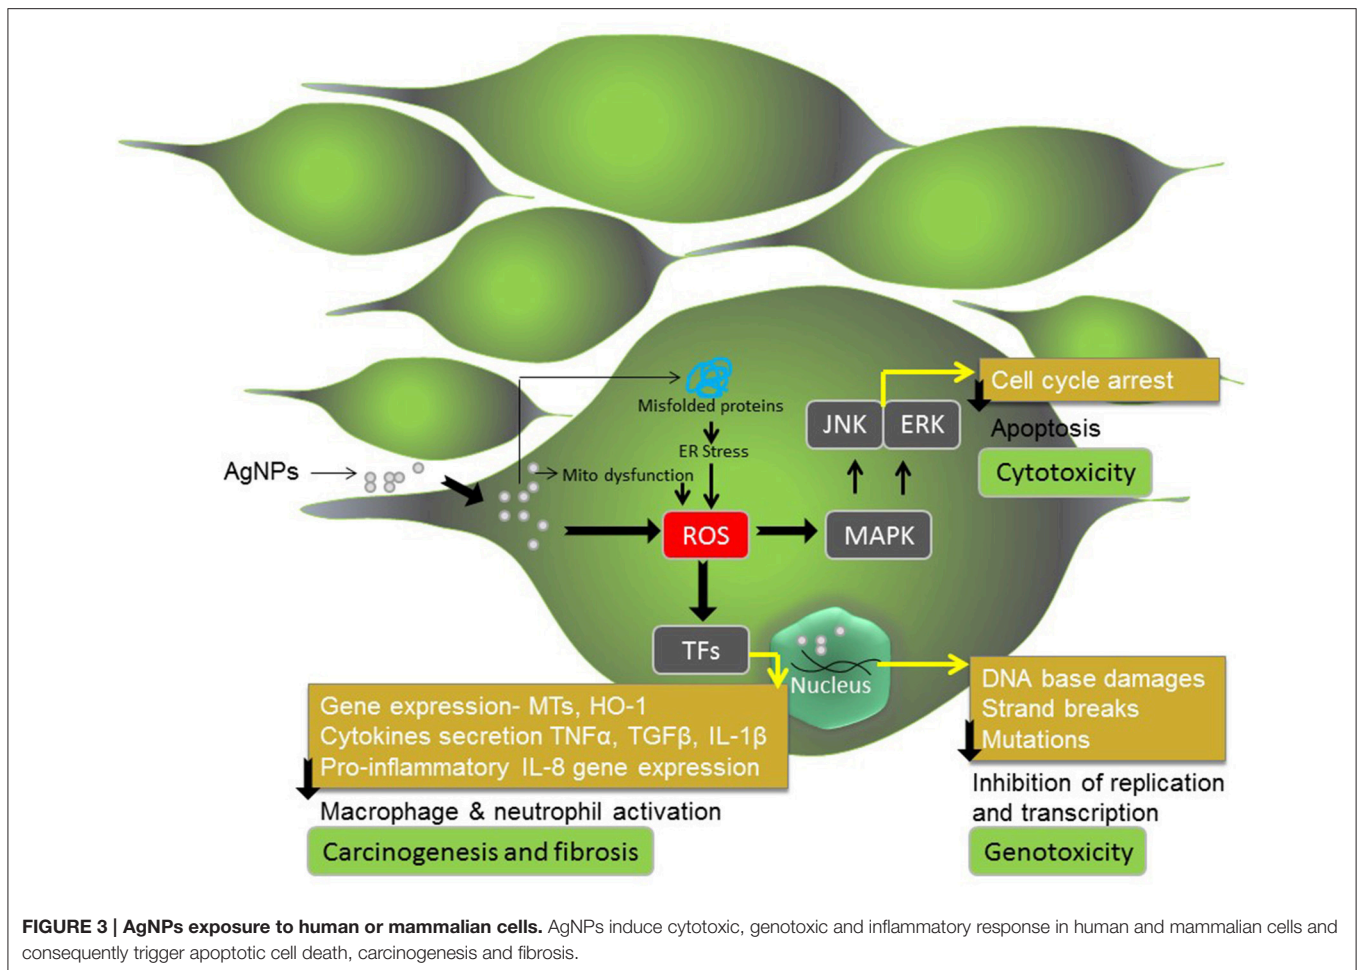 Misfolded proteins
ER Stress
Mito dysfunction
AgNPs
ROS
MAPK
JNK
ERK
Cell cycle arrest
Apoptosis
Cytotoxicity
TFs
Nucleus
Gene expression- MTs, HO-1
Cytokines secretion TNFα, TGFβ, IL-1β
Pro-inflammatory IL-8 gene expression
Macrophage & neutrophil activation
Carcinogenesis and fibrosis
DNA base damages
Strand breaks
Mutations
Inhibition of replication
and transcription
Genotoxicity
FIGURE 3 | AgNPs exposure to human or mammalian cells. AgNPs induce cytotoxic, genotoxic and inflammatory response in human and mammalian cells and
consequently trigger apoptotic cell death, carcinogenesis and fibrosis.